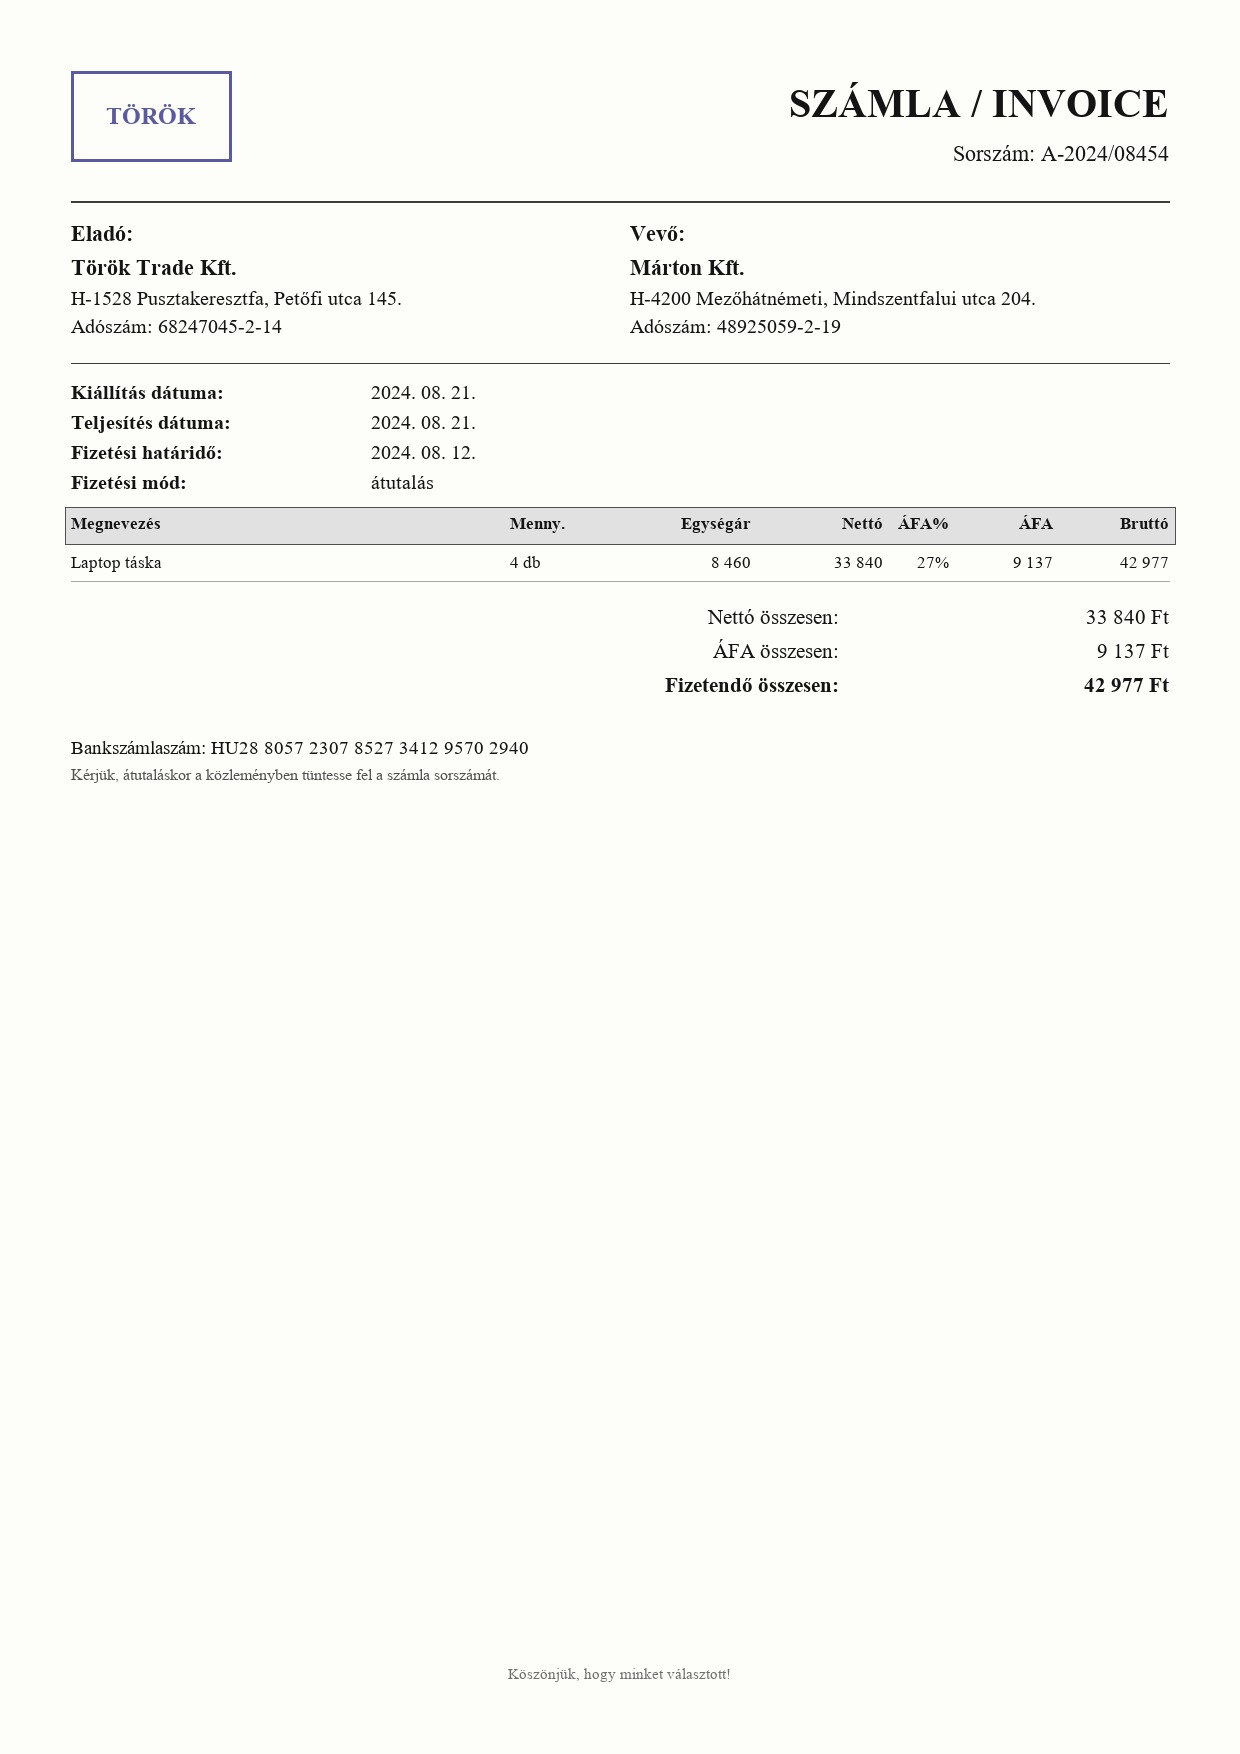 TÖRÖK
SZÁMLA / INVOICE
Sorszám: A-2024/08454
Eladó:
Török Trade Kft.
H-1528 Pusztakeresztfa, Petőfi utca 145.
Adószám: 68247045-2-14
Vevő:
Márton Kft.
H-4200 Mezőhátnémeti, Mindszentfalui utca 204.
Adószám: 48925059-2-19
Kiállítás dátuma: 2024. 08. 21.
Teljesítés dátuma: 2024. 08. 21.
Fizetési határidő: 2024. 08. 12.
Fizetési mód: átutalás
Megnevezés Menny. Egységár Nettó ÁFA% ÁFA Bruttó
Laptop táska 4 db 8 460 33 840 27% 9 137 42 977
Nettó összesen: 33 840 Ft
ÁFA összesen: 9 137 Ft
Fizetendő összesen: 42 977 Ft
Bankszámlaszám: HU28 8057 2307 8527 3412 9570 2940
Kérjük, átutaláskor a közleményben tüntesse fel a számla sorszámát.
Köszönjük, hogy minket választott!